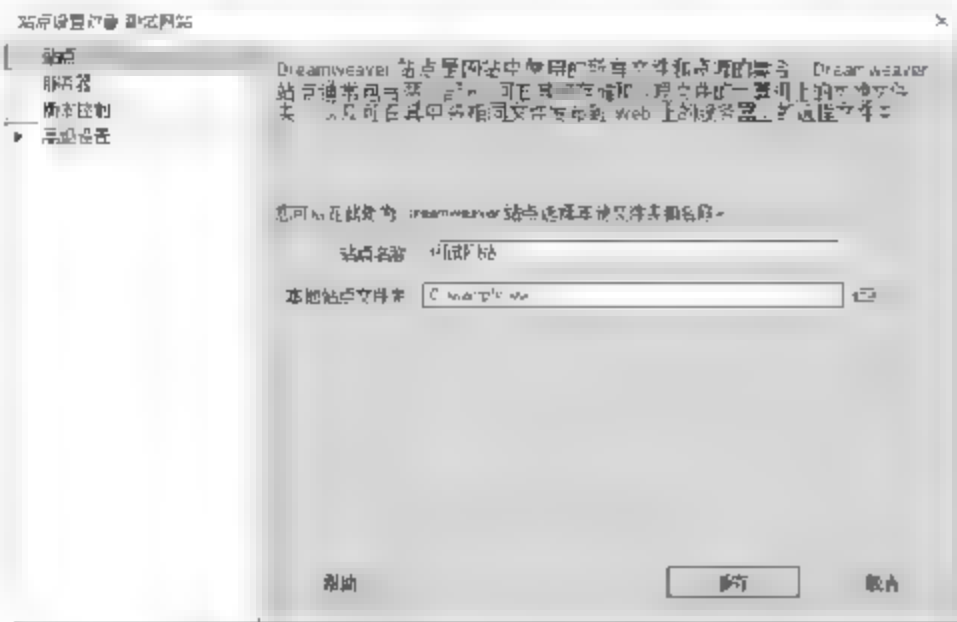 站点设置对象 测试网站
站点
服务器
版本控制
高级设置
Dreamweaver 站点是网站中使用的所有文件和资源的集合。Dreamweaver
站点通常包含两个部分:可在其中存储和处理文件的计算机上的本地文件
夹,以及可在其中将相同文件发布到 Web 上的服务器上的远程文件夹
您可以在此处为 Dreamweaver 站点选择本地文件夹和名称。
站点名称
测试网站
本地站点文件夹
帮助
保存
取消